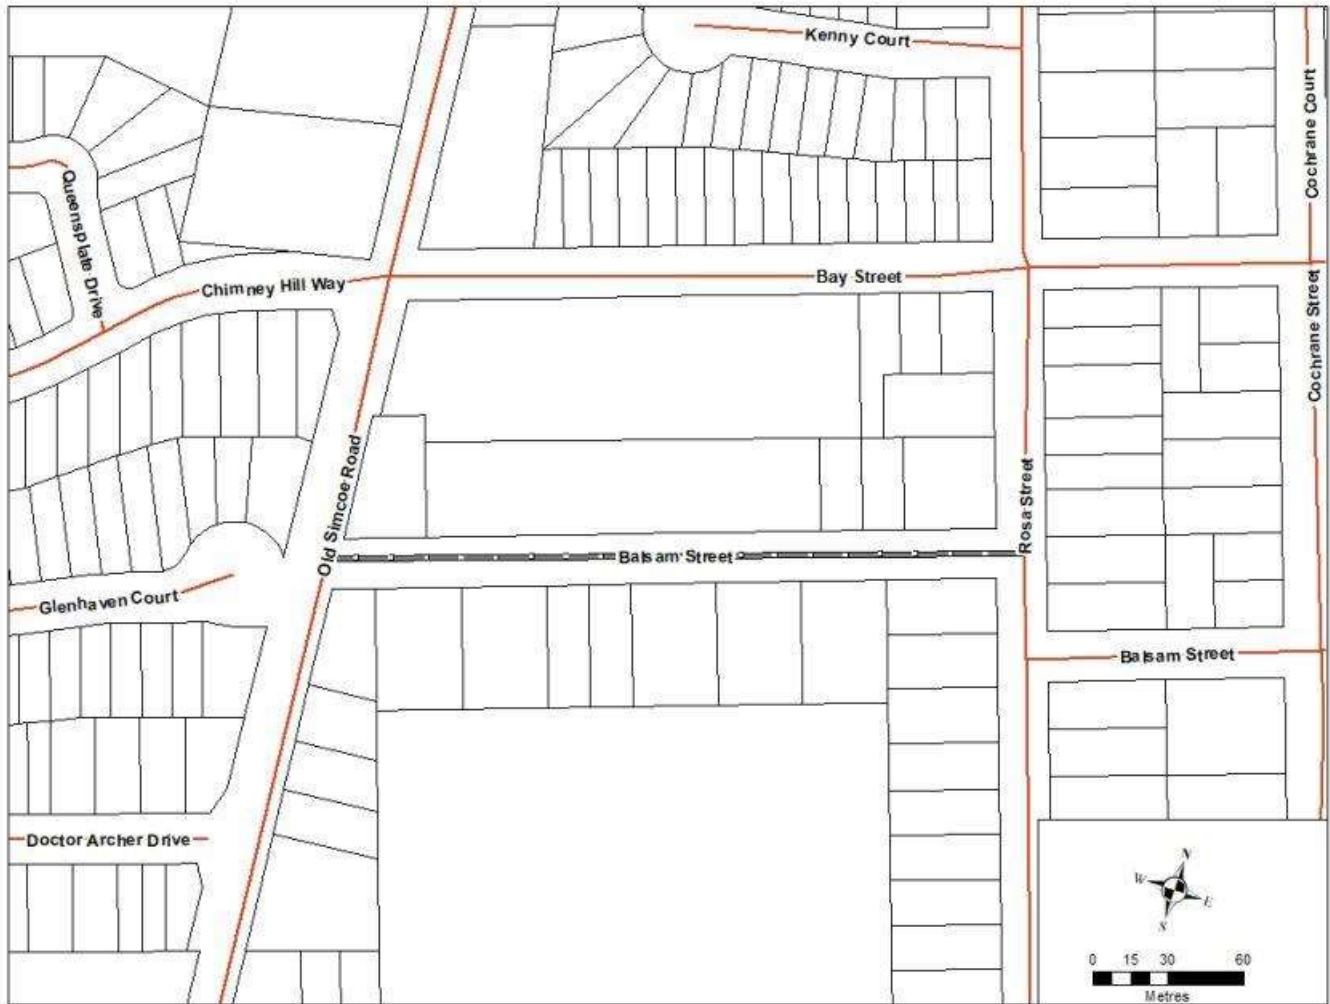 Kenny Court
Cochrane Court
Queensplate Drive
Chimney Hill Way
Bay Street
Cochrane Street
Old Simcoe Road
Rosa Street
Balsam Street
Glenhaven Court
Balsam Street
Doctor Archer Drive
N
W
E
S
0 15 30 60
Metres